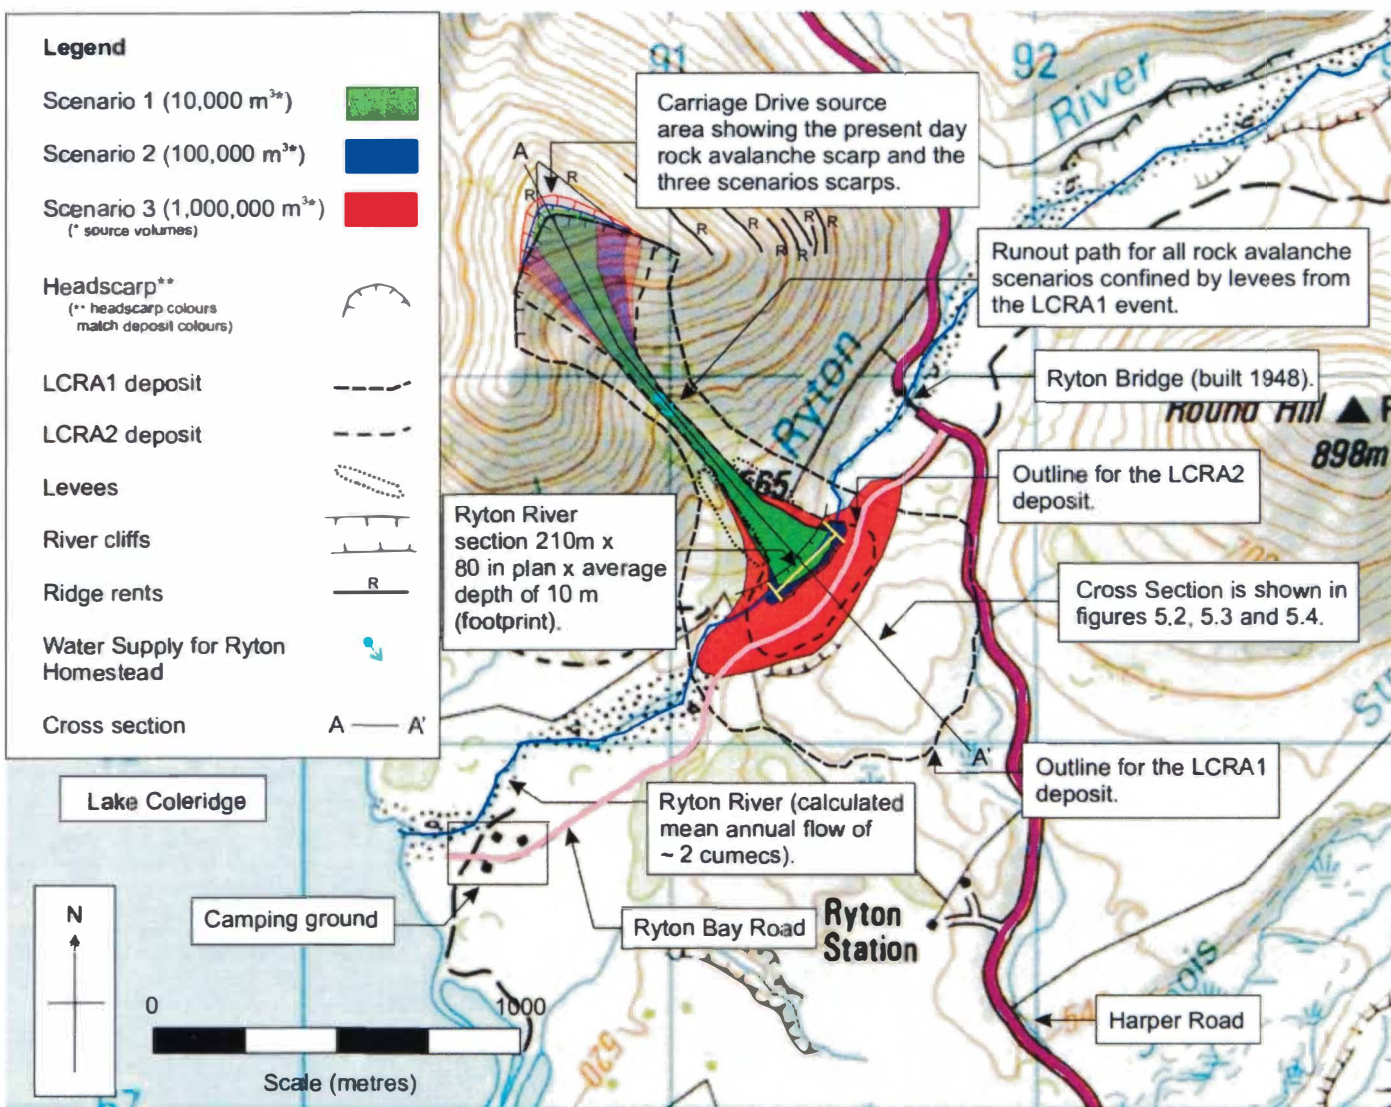 Legend
Scenario 1 (10,000 m³*)
Scenario 2 (100,000 m³*)
Scenario 3 (1,000,000 m³*)
(* source volumes)
Headscarp**
(** headscarp colours
match deposit colours)
LCRA1 deposit
LCRA2 deposit
Levees
River cliffs
Ridge rents
R
Water Supply for Ryton
Homestead
Cross section
A
A'
91
92
River
Carriage Drive source
area showing the present day
rock avalanche scarp and the
three scenarios scarps.
A
R
R
R
R
R
R
R
R
Runout path for all rock avalanche
scenarios confined by levees from
the LCRA1 event.
Ryton Bridge (built 1948).
Round Hill
898m
Ryton
565
Outline for the LCRA2
deposit.
Ryton River
section 210m x
80 in plan x average
depth of 10 m
(footprint).
Cross Section is shown in
figures 5.2, 5.3 and 5.4.
A'
Outline for the LCRA1
deposit.
Lake Coleridge
Ryton River (calculated
mean annual flow of
~ 2 cumecs).
Camping ground
Ryton Bay Road
Ryton
Station
Harper Road
N
0
1000
Scale (metres)
520